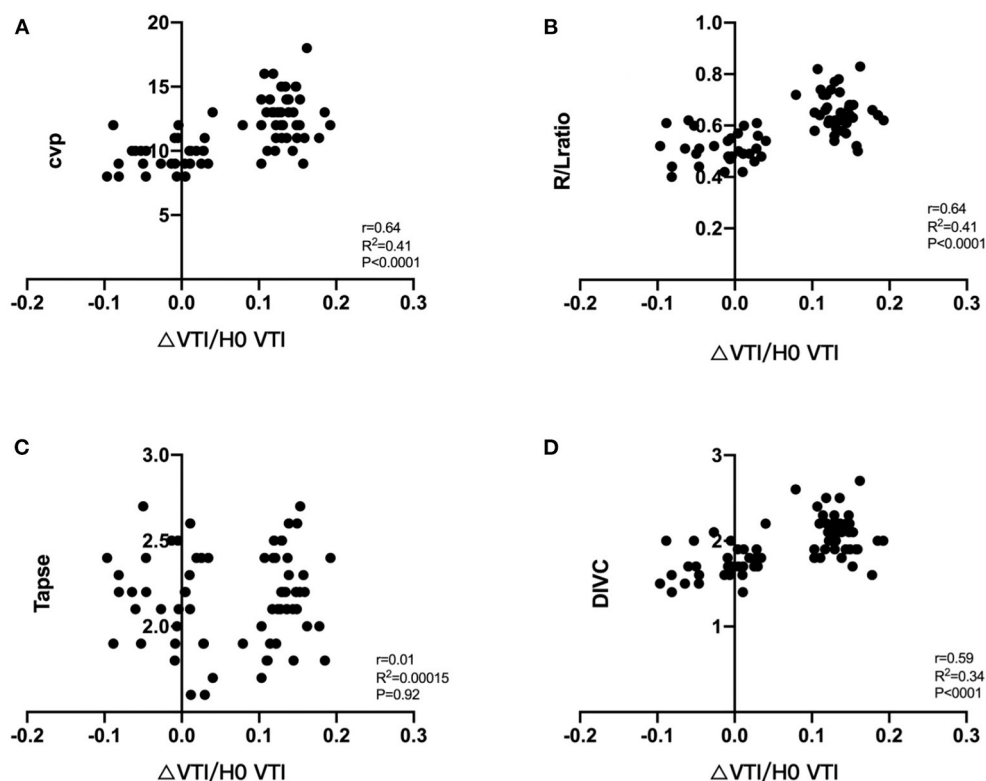 A
cvp
20
15
10
5
r=0.64
R²=0.41
P<0.0001
-0.2 -0.1 0.0 0.1 0.2 0.3
△VTI/H0 VTI
B
R/Lratio
1.0
0.8
0.6
0.4
0.2
r=0.64
R²=0.41
P<0.0001
-0.2 -0.1 0.0 0.1 0.2 0.3
△VTI/H0 VTI
C
Tapse
3.0
2.5
2.0
r=0.01
R²=0.00015
P=0.92
-0.2 -0.1 0.0 0.1 0.2 0.3
△VTI/H0 VTI
D
DIVC
3
2
1
r=0.59
R²=0.34
P<0001
-0.2 -0.1 0.0 0.1 0.2 0.3
△VTI/H0 VTI